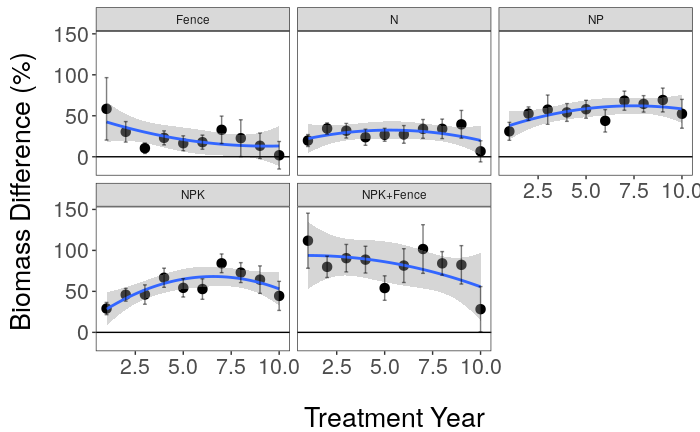 Fence N NP
150
100
50
0
2.5 5.0 7.5 10.0
NPK NPK+Fence
150
100
50
0
2.5 5.0 7.5 10.0 2.5 5.0 7.5 10.0
Biomass Difference (%)
Treatment Year